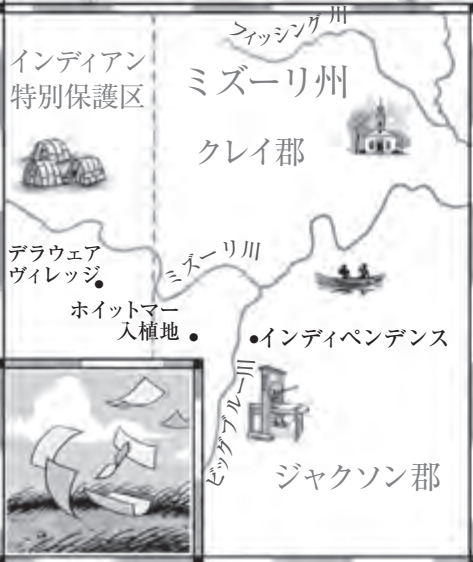 フィッシング川
インディアン
特別保護区
ミズーリ州
クレイ郡
デラウェア
ヴィレッジ
ミズーリ川
ホイットマー
入植地
インディペンデンス
ビッグブルー川
ジャクソン郡